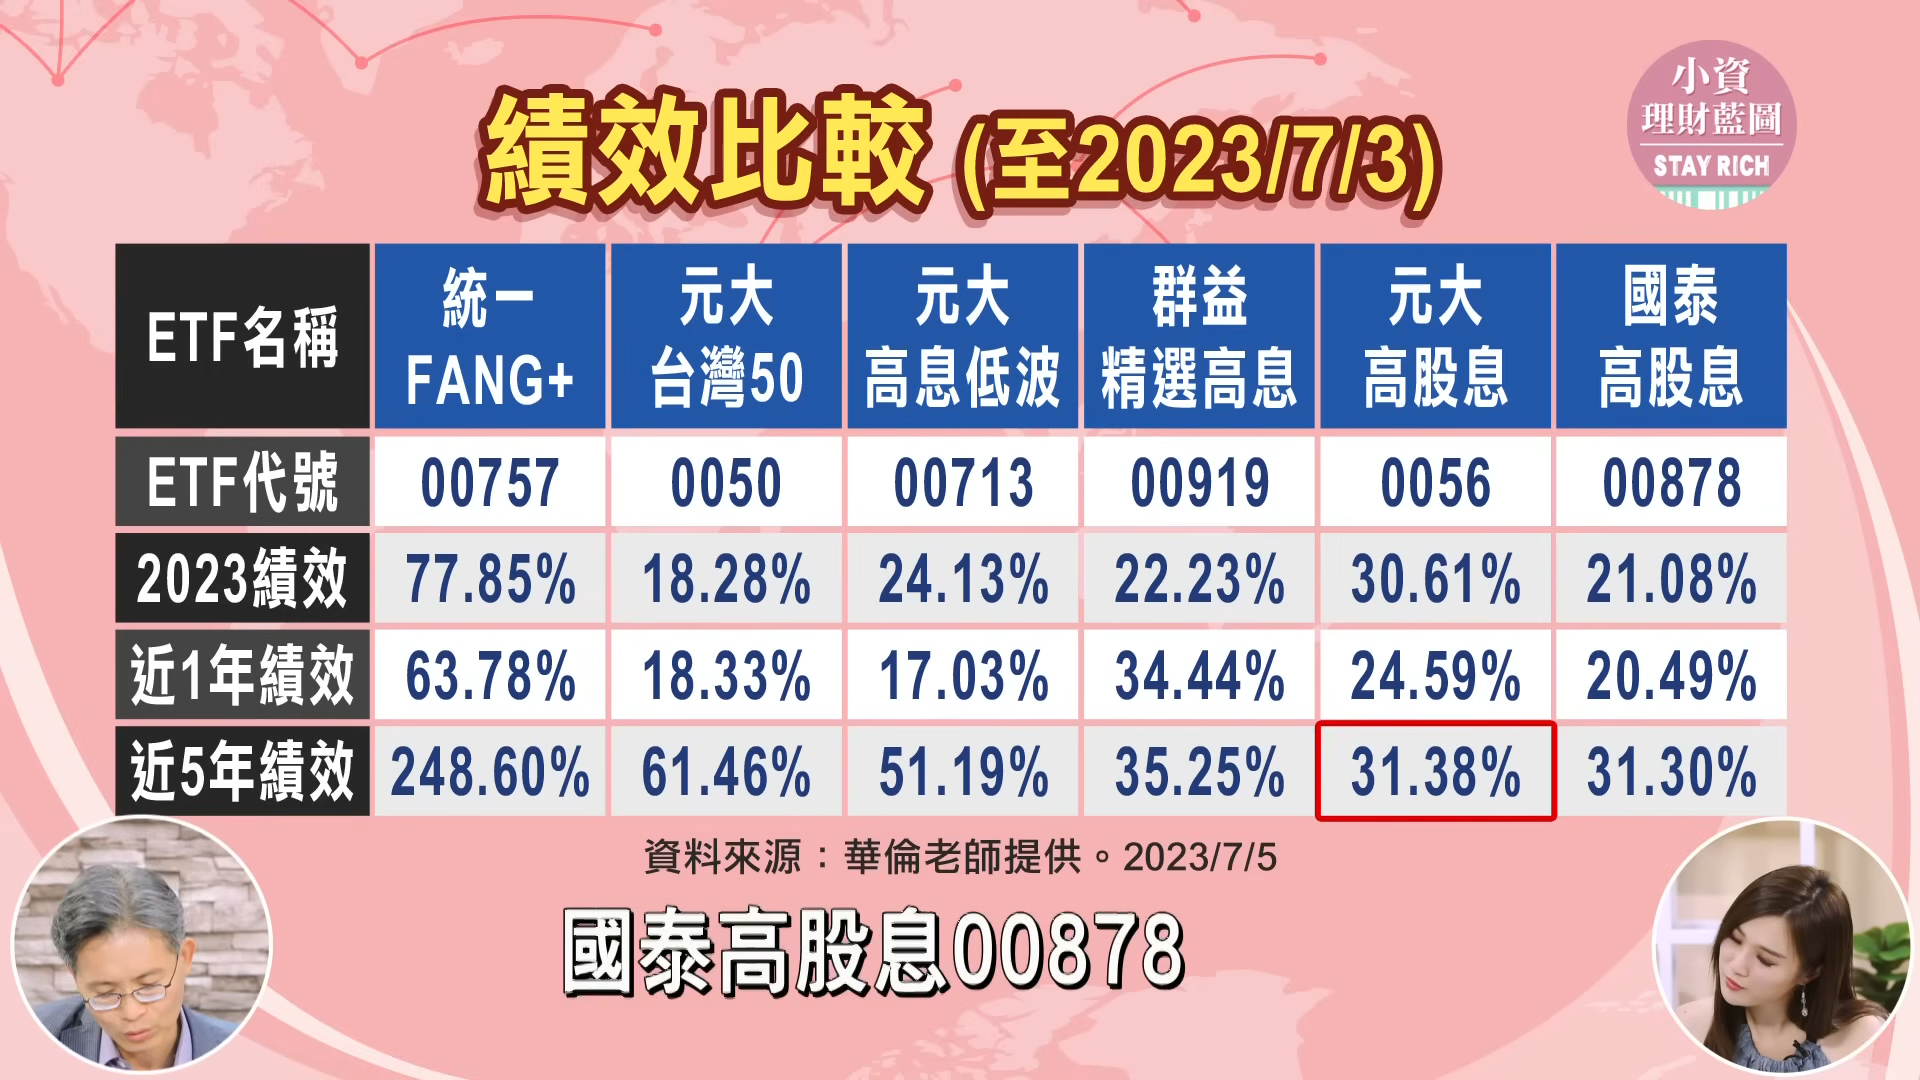 績效比較 (至2023/7/3)
小資
理財藍圖
STAY RICH
ETF名稱 統一 FANG+ 元大 台灣50 元大 高息低波 群益 精選高息 元大 高股息 國泰 高股息
ETF代號 00757 0050 00713 00919 0056 00878
2023績效 77.85% 18.28% 24.13% 22.23% 30.61% 21.08%
近1年績效 63.78% 18.33% 17.03% 34.44% 24.59% 20.49%
近5年績效 248.60% 61.46% 51.19% 35.25% 31.38% 31.30%
資料來源：華倫老師提供。2023/7/5
國泰高股息00878